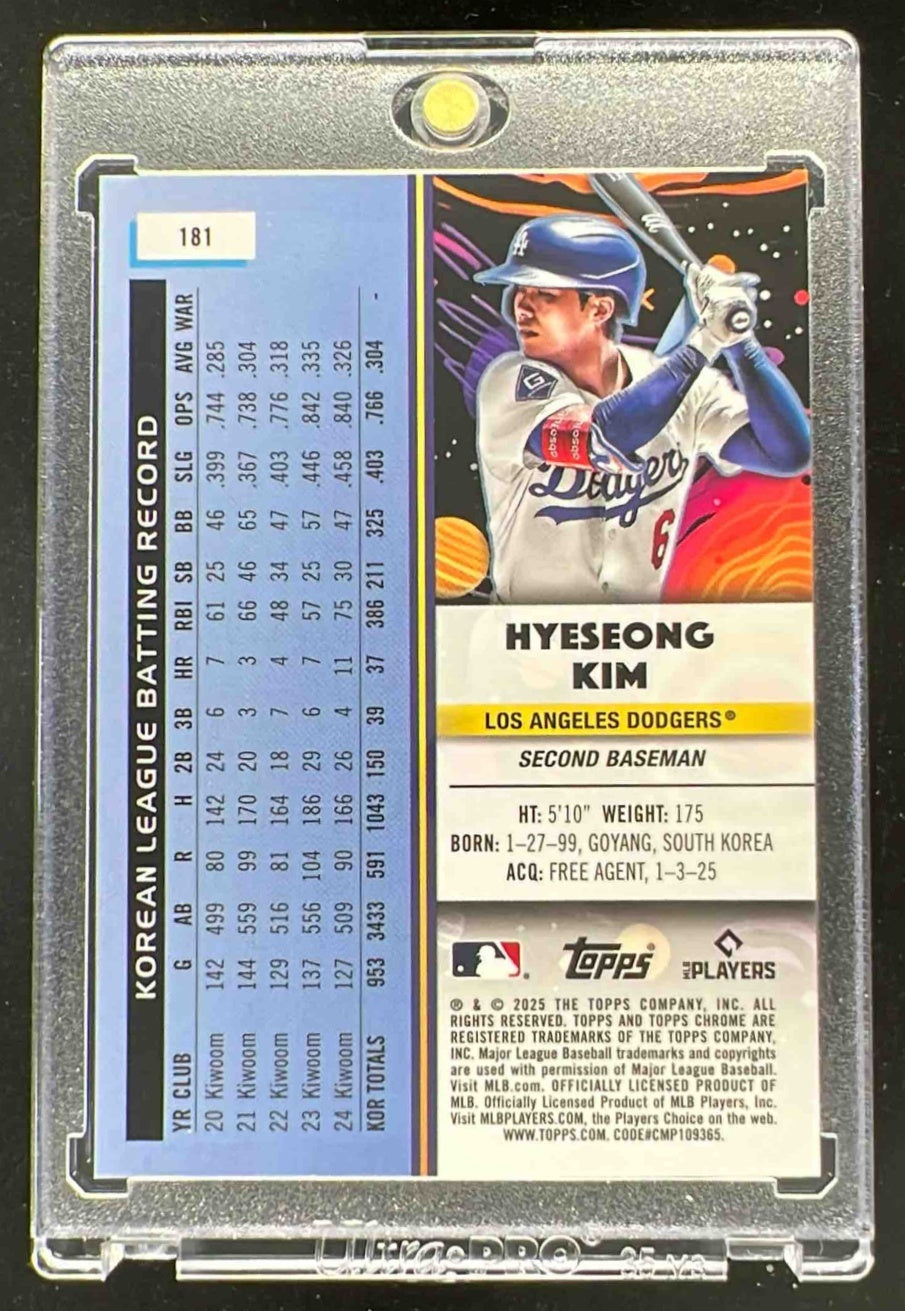 181
KOREAN LEAGUE BATTING RECORD
YR CLUB G AB R H 2B 3B HR RBI SB BB SLG OPS AVG WAR
20 Kiwoom 142 499 80 142 24 6 7 61 25 46 .399 .744 .285
21 Kiwoom 144 559 99 170 20 3 3 66 46 65 .367 .738 .304
22 Kiwoom 129 516 81 164 18 7 4 48 34 47 .403 .776 .318
23 Kiwoom 137 556 104 186 29 6 7 57 25 57 .446 .842 .335
24 Kiwoom 127 509 90 166 26 4 11 75 30 47 .458 .840 .326
KOR TOTALS 953 3433 591 1043 150 39 37 386 211 325 .403 .766 .304 -
LA
G
absol
absol
Dodgers
6
HYESEONG
KIM
LOS ANGELES DODGERS®
SECOND BASEMAN
HT: 5'10" WEIGHT: 175
BORN: 1-27-99, GOYANG, SOUTH KOREA
ACQ: FREE AGENT, 1-3-25
topps
MLB PLAYERS
® & © 2025 THE TOPPS COMPANY, INC. ALL
RIGHTS RESERVED. TOPPS AND TOPPS CHROME ARE
REGISTERED TRADEMARKS OF THE TOPPS COMPANY,
INC. Major League Baseball trademarks and copyrights
are used with permission of Major League Baseball.
Visit MLB.com. OFFICIALLY LICENSED PRODUCT OF
MLB. Officially Licensed Product of MLB Players, Inc.
Visit MLBPLAYERS.COM, the Players Choice on the web.
WWW.TOPPS.COM. CODE#CMP109365.
Ultra•PRO®